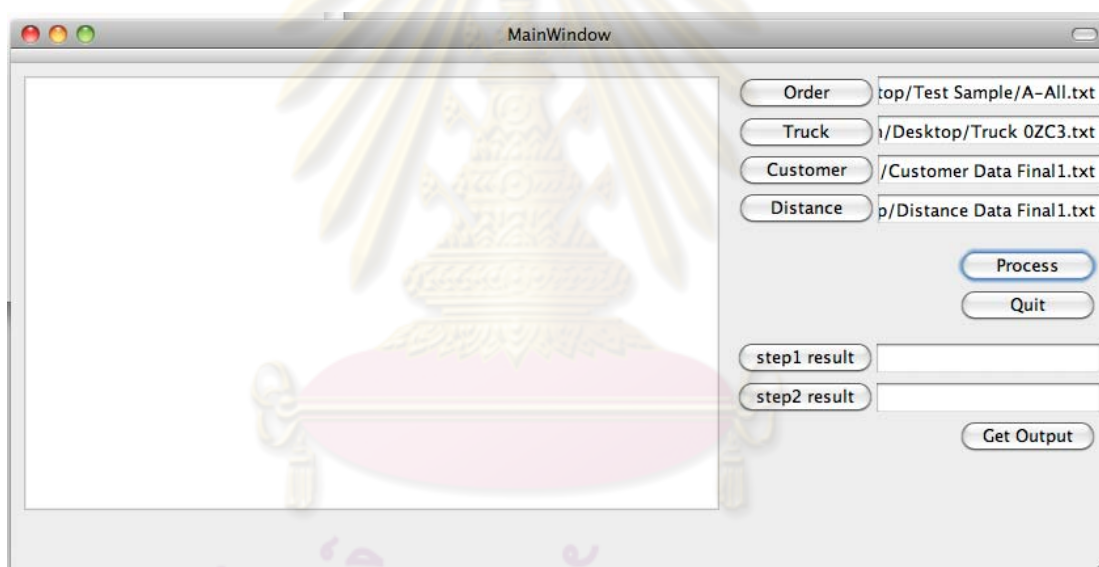 MainWindow
Order
top/Test Sample/A-All.txt
Truck
/Desktop/Truck 0ZC3.txt
Customer
/Customer Data Final1.txt
Distance
p/Distance Data Final1.txt
Process
Quit
step1 result
step2 result
Get Output